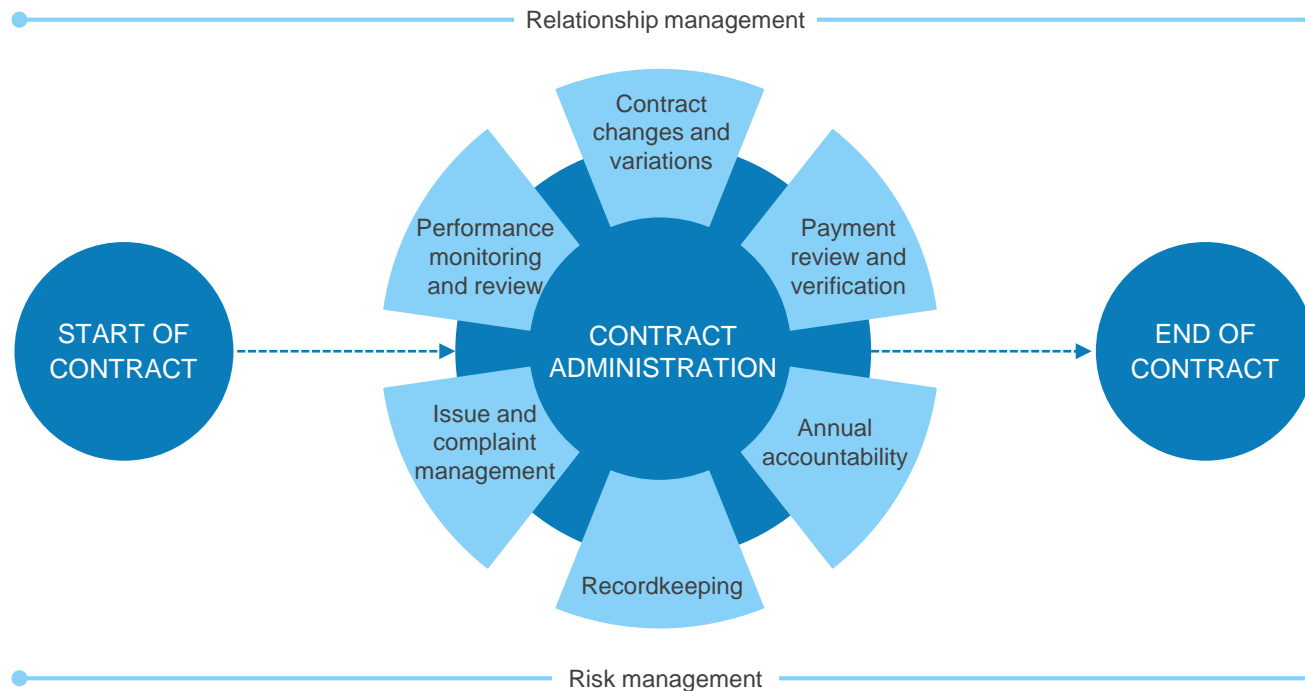 Relationship management
Contract
changes and
variations
Performance
monitoring
and review
Payment
review and
verification
START OF
CONTRACT
CONTRACT
ADMINISTRATION
END OF
CONTRACT
Issue and
complaint
management
Annual
accountability
Recordkeeping
Risk management